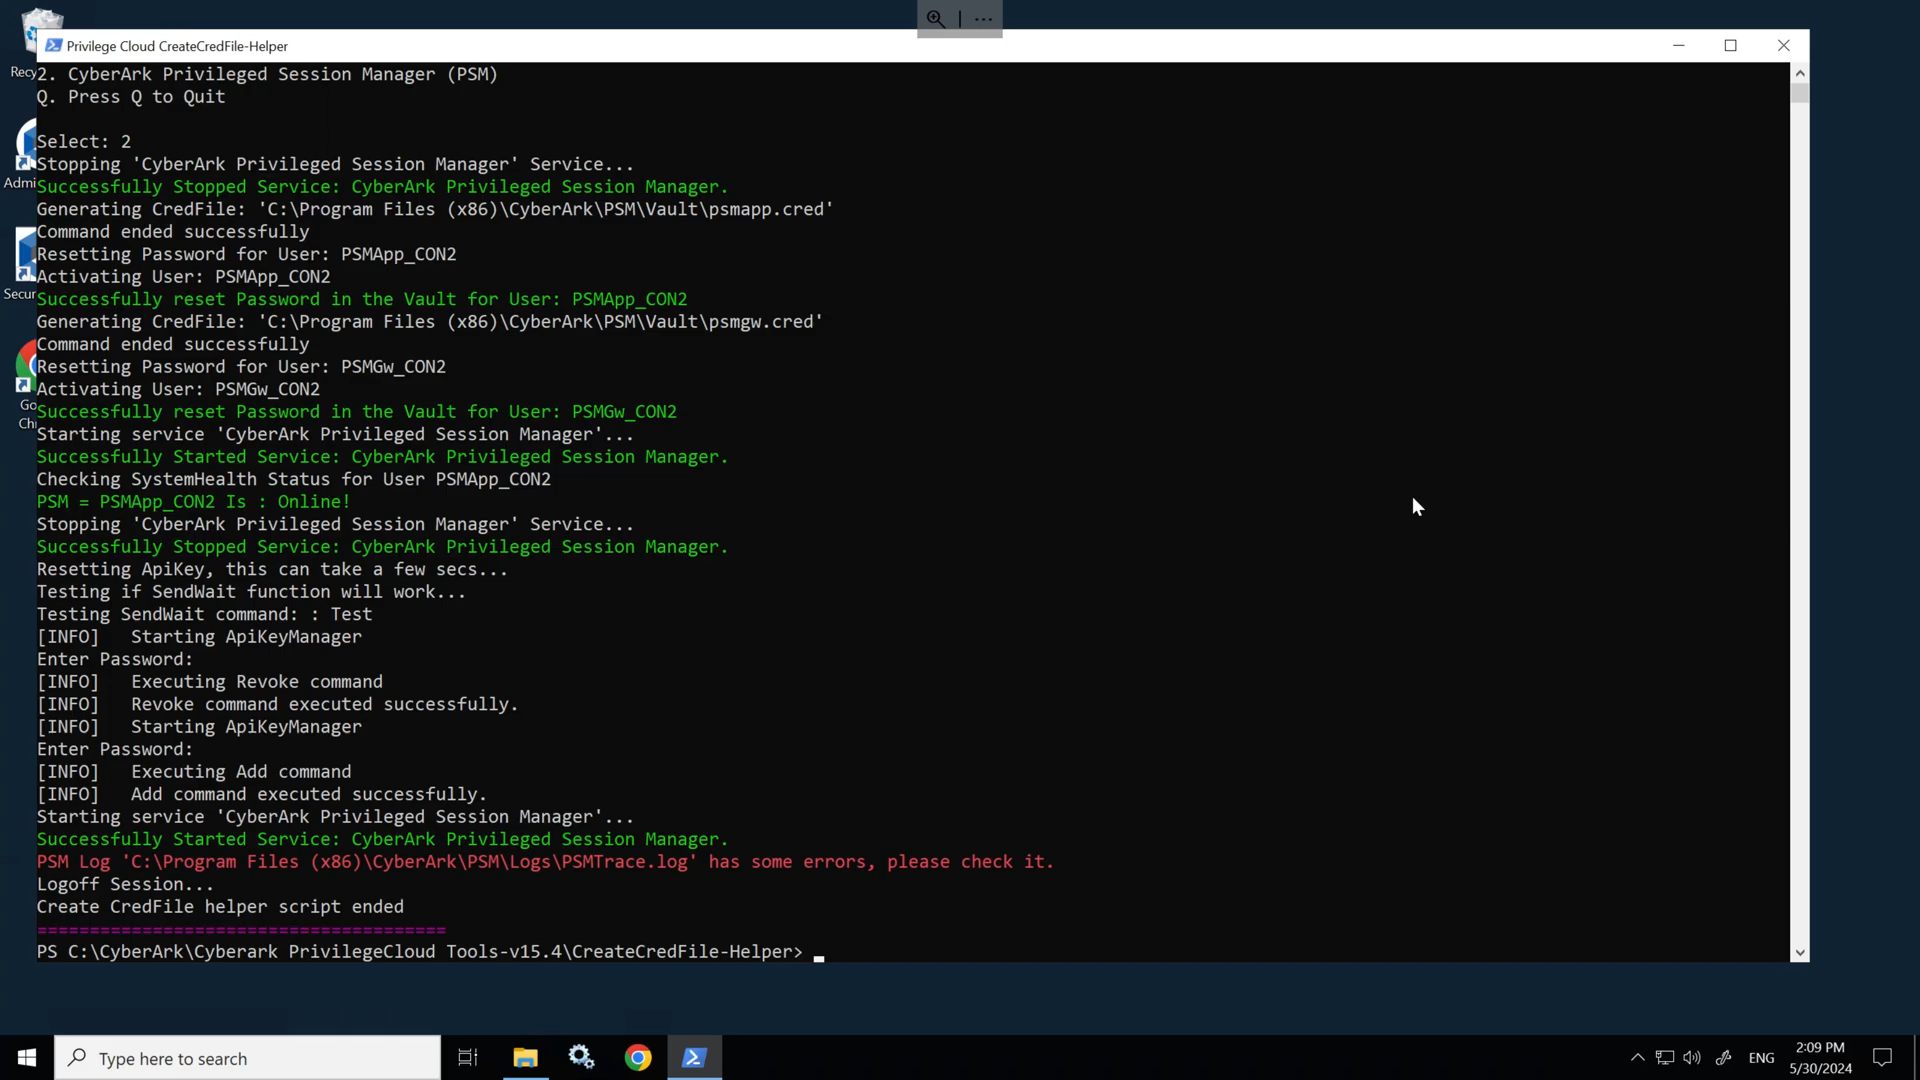 Privilege Cloud CreateCredFile-Helper
Recy
2. CyberArk Privileged Session Manager (PSM)
Q. Press Q to Quit
Select: 2
Stopping 'CyberArk Privileged Session Manager' Service...
Admi
Successfully Stopped Service: CyberArk Privileged Session Manager.
Generating CredFile: 'C:\Program Files (x86)\CyberArk\PSM\Vault\psmapp.cred'
Command ended successfully
Resetting Password for User: PSMApp_CON2
Activating User: PSMApp_CON2
Secur
Successfully reset Password in the Vault for User: PSMApp_CON2
Generating CredFile: 'C:\Program Files (x86)\CyberArk\PSM\Vault\psmgw.cred'
Command ended successfully
Resetting Password for User: PSMGw_CON2
Activating User: PSMGw_CON2
Go
Chr
Successfully reset Password in the Vault for User: PSMGw_CON2
Starting service 'CyberArk Privileged Session Manager'...
Successfully Started Service: CyberArk Privileged Session Manager.
Checking SystemHealth Status for User PSMApp_CON2
PSM = PSMApp_CON2 Is : Online!
Stopping 'CyberArk Privileged Session Manager' Service...
Successfully Stopped Service: CyberArk Privileged Session Manager.
Resetting ApiKey, this can take a few secs...
Testing if SendWait function will work...
Testing SendWait command: : Test
[INFO]   Starting ApiKeyManager
Enter Password:
[INFO]   Executing Revoke command
[INFO]   Revoke command executed successfully.
[INFO]   Starting ApiKeyManager
Enter Password:
[INFO]   Executing Add command
[INFO]   Add command executed successfully.
Starting service 'CyberArk Privileged Session Manager'...
Successfully Started Service: CyberArk Privileged Session Manager.
PSM Log 'C:\Program Files (x86)\CyberArk\PSM\Logs\PSMTrace.log' has some errors, please check it.
Logoff Session...
Create CredFile helper script ended
=======================================
PS C:\CyberArk\Cyberark PrivilegeCloud Tools-v15.4\CreateCredFile-Helper>
Type here to search
ENG
2:09 PM
5/30/2024